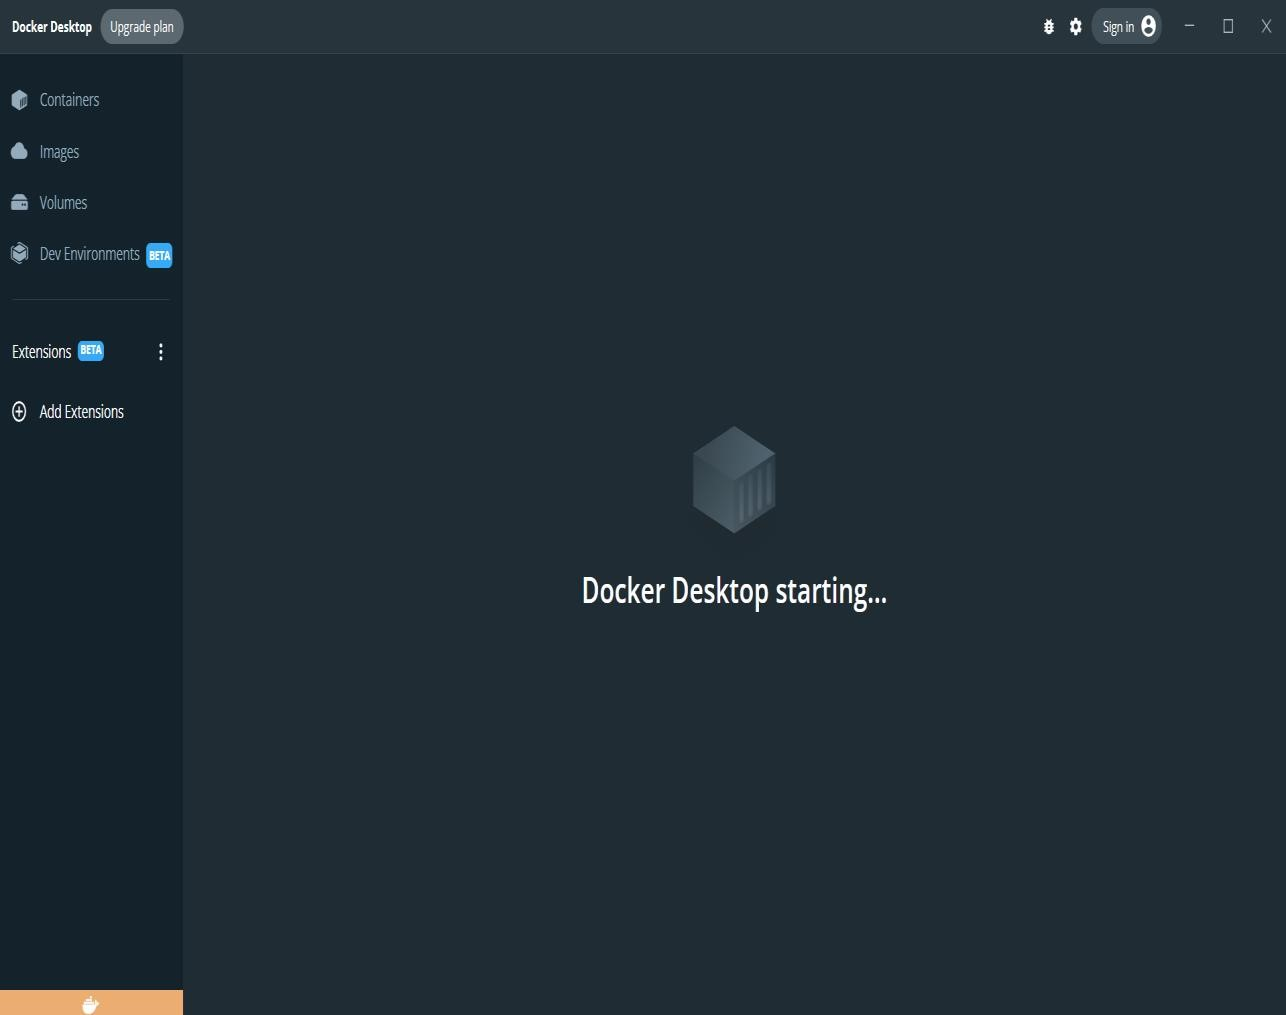 Docker Desktop Upgrade plan Sign in
Containers
Images
Volumes
Dev Environments BETA
Extensions BETA
Add Extensions
Docker Desktop starting...